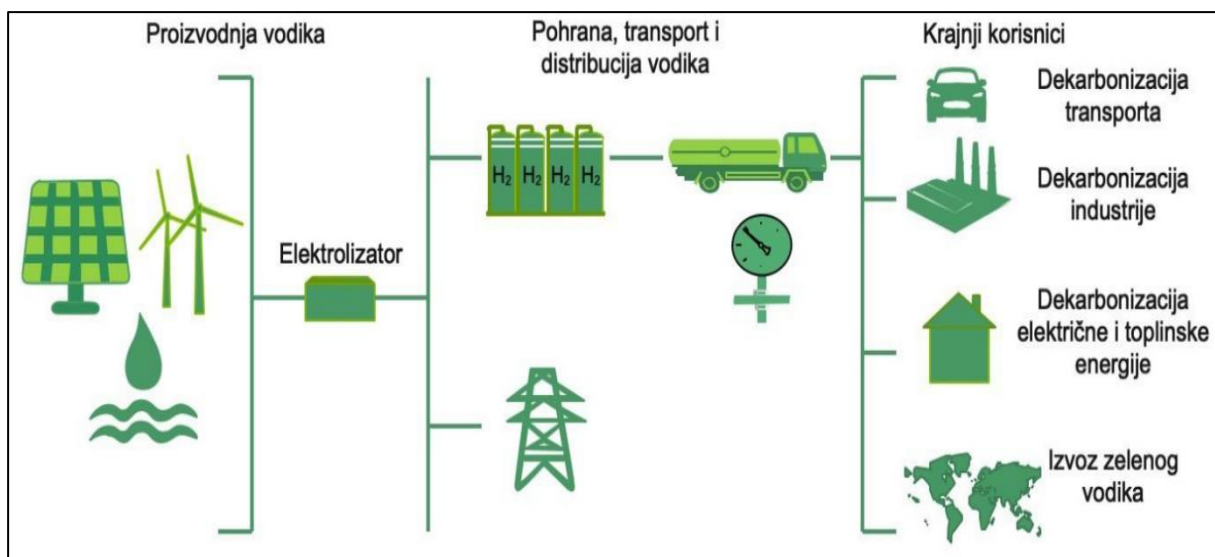 Proizvodnja vodika
Pohrana, transport i
distribucija vodika
Krajnji korisnici
Elektrolizator
H₂ H₂ H₂ H₂
Dekarbonizacija
transporta
Dekarbonizacija
industrije
Dekarbonizacija
električne i toplinske
energije
Izvoz zelenog
vodika